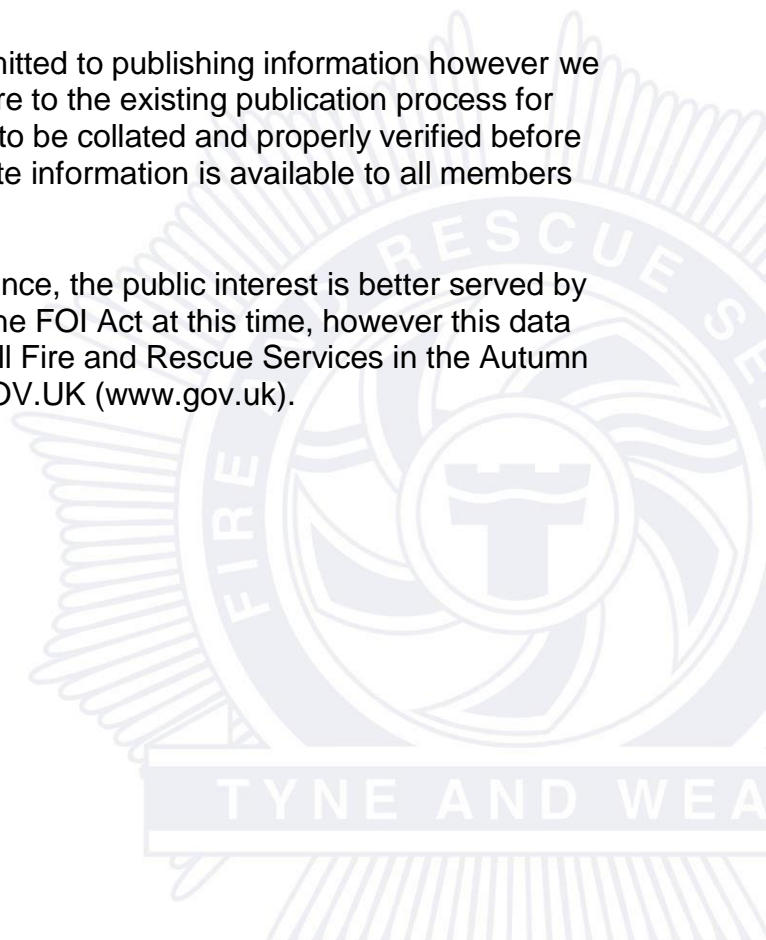 mitted to publishing information however we
re to the existing publication process for
to be collated and properly verified before
te information is available to all members
nce, the public interest is better served by
he FOI Act at this time, however this data
ll Fire and Rescue Services in the Autumn
OV.UK (www.gov.uk).
FIRE AND RESCUE SER
TYNE AND WEA